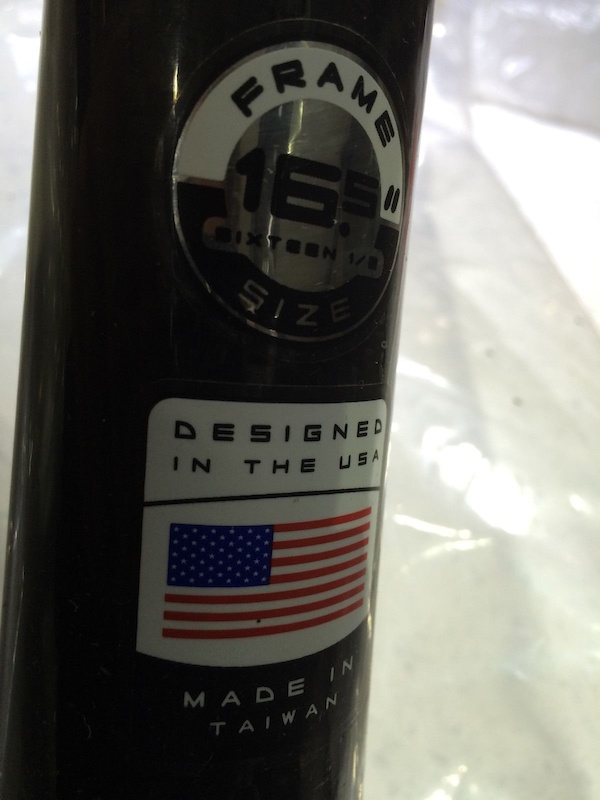 FRAME
16.5"
SIXTEEN 1/2
SIZE
DESIGNED
IN THE USA
MADE IN
TAIWAN